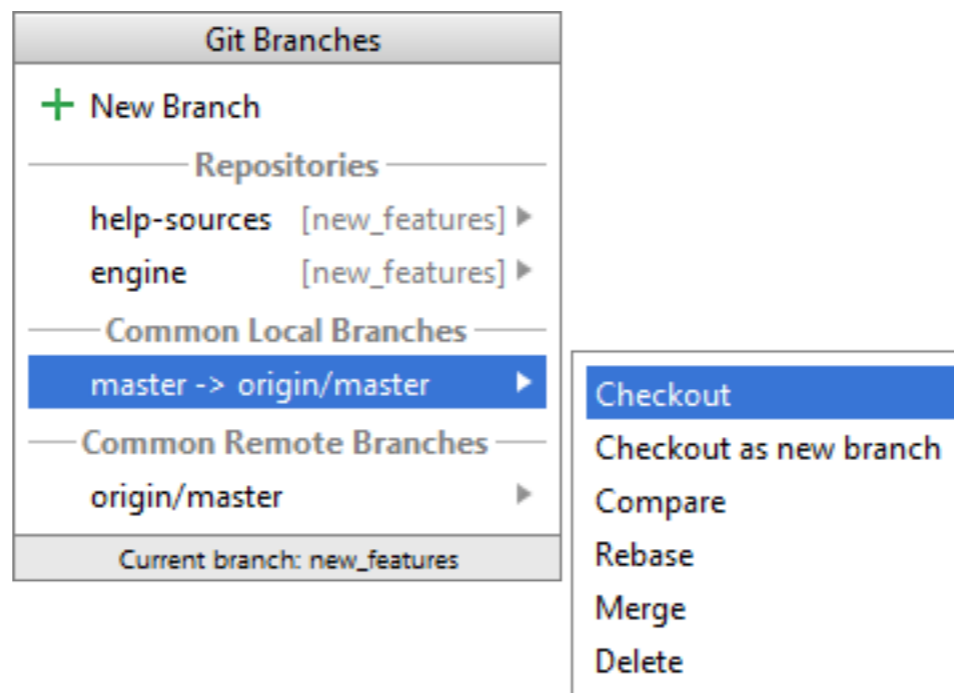 Git Branches
New Branch
Repositories
help-sources [new_features]
engine [new_features]
Common Local Branches
master -> origin/master
Common Remote Branches
origin/master
Current branch: new_features
Checkout
Checkout as new branch
Compare
Rebase
Merge
Delete